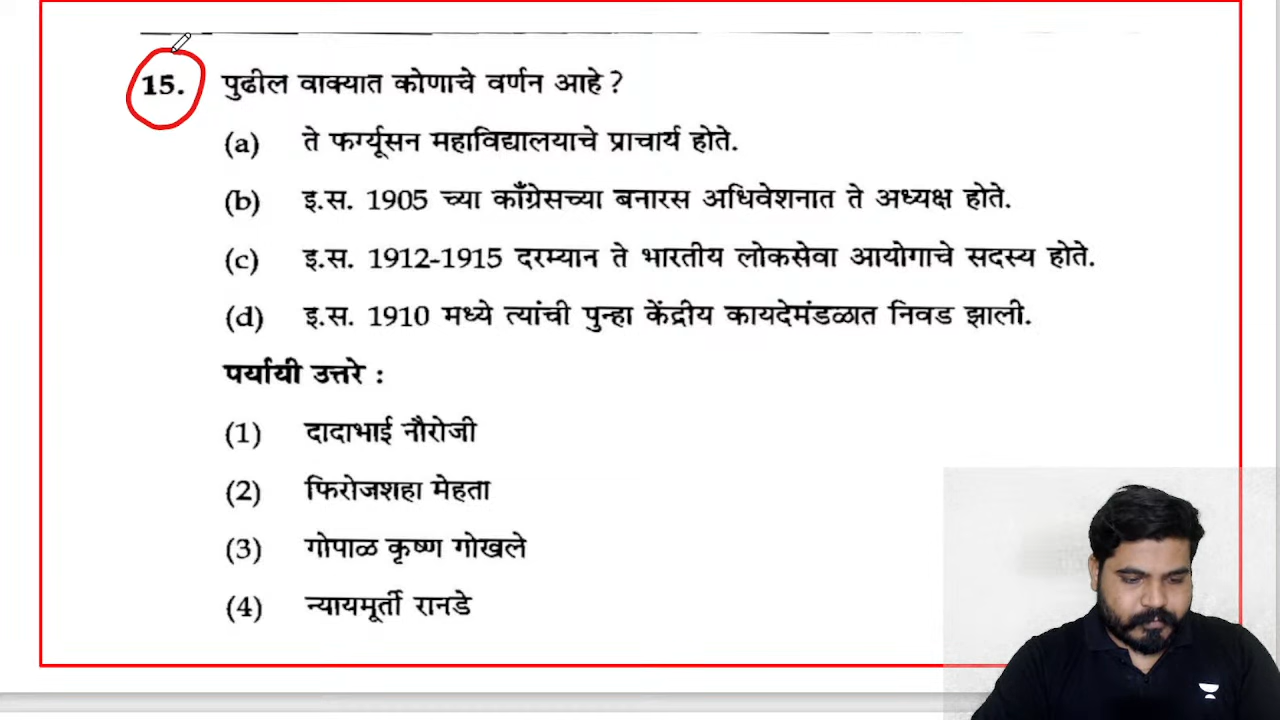 15. पुढील वाक्यात कोणाचे वर्णन आहे ?
(a) ते फर्ग्यूसन महाविद्यालयाचे प्राचार्य होते.
(b) इ.स. 1905 च्या काँग्रेसच्या बनारस अधिवेशनात ते अध्यक्ष होते.
(c) इ.स. 1912-1915 दरम्यान ते भारतीय लोकसेवा आयोगाचे सदस्य होते.
(d) इ.स. 1910 मध्ये त्यांची पुन्हा केंद्रीय कायदेमंडळात निवड झाली.
पर्यायी उत्तरे :
(1) दादाभाई नौरोजी
(2) फिरोजशहा मेहता
(3) गोपाळ कृष्ण गोखले
(4) न्यायमूर्ती रानडे